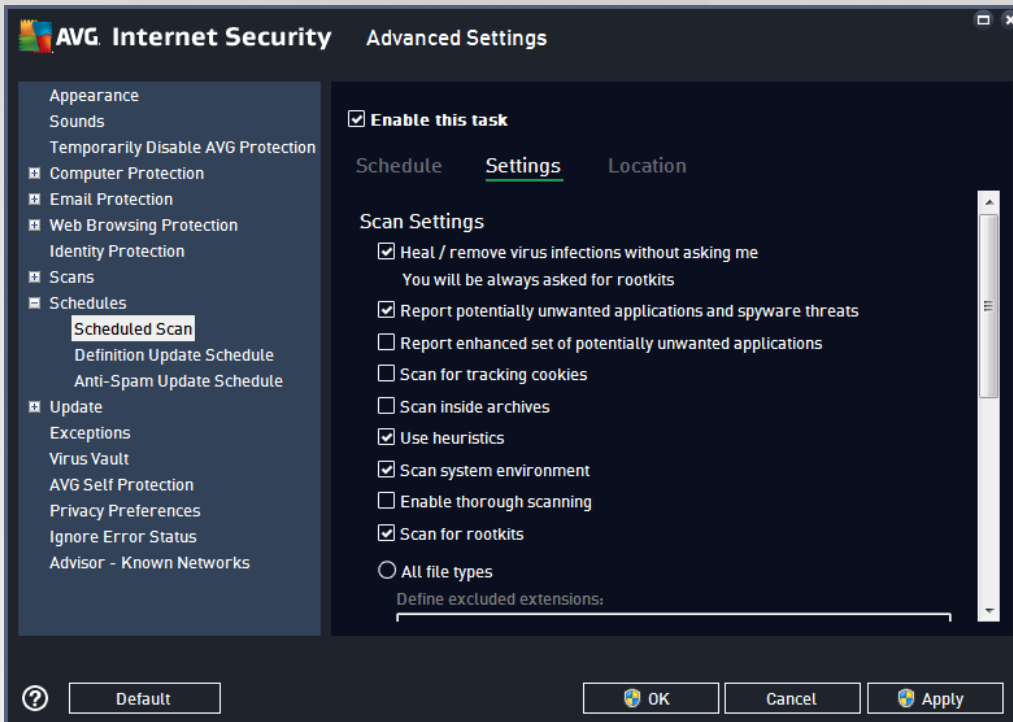 AVG. Internet Security Advanced Settings
Appearance
Sounds
Temporarily Disable AVG Protection
Computer Protection
Email Protection
Web Browsing Protection
Identity Protection
Scans
Schedules
Scheduled Scan
Definition Update Schedule
Anti-Spam Update Schedule
Update
Exceptions
Virus Vault
AVG Self Protection
Privacy Preferences
Ignore Error Status
Advisor - Known Networks
Enable this task
Schedule Settings Location
Scan Settings
Heal / remove virus infections without asking me
You will be always asked for rootkits
Report potentially unwanted applications and spyware threats
Report enhanced set of potentially unwanted applications
Scan for tracking cookies
Scan inside archives
Use heuristics
Scan system environment
Enable thorough scanning
Scan for rootkits
All file types
Define excluded extensions:
? Default OK Cancel Apply